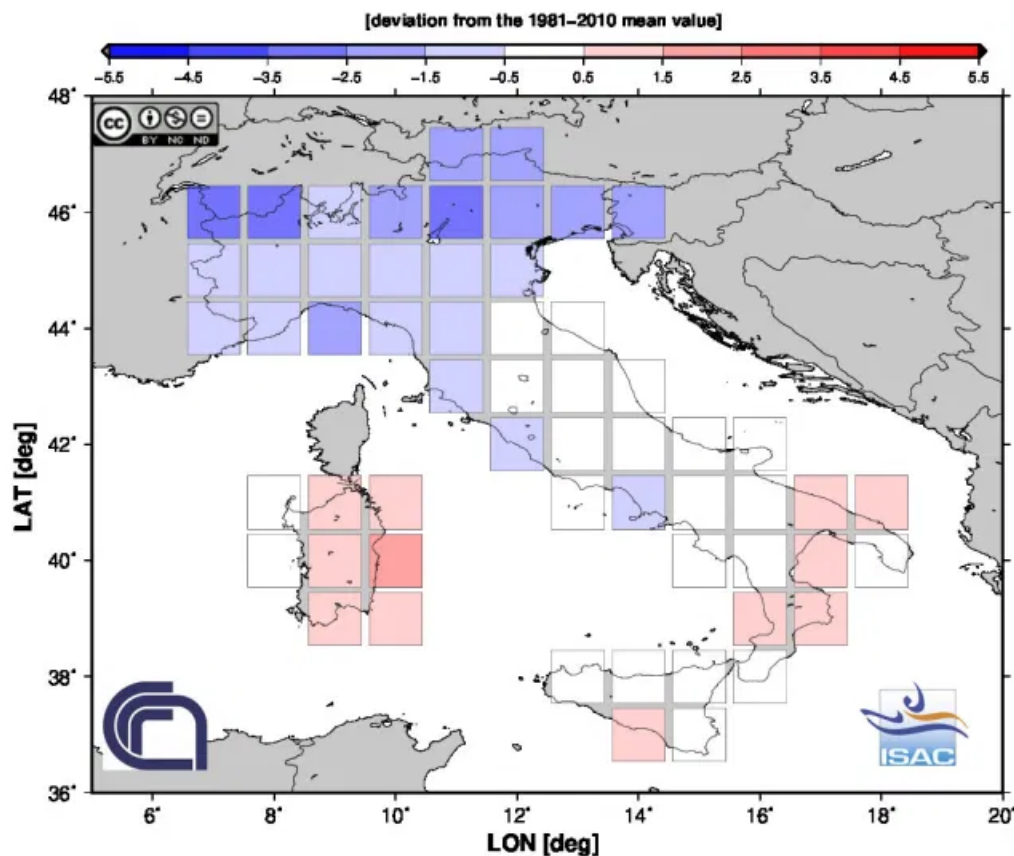 [deviation from the 1981−2010 mean value]
−5.5 −4.5 −3.5 −2.5 −1.5 −0.5 0.5 1.5 2.5 3.5 4.5 5.5
48°
cc
BY NC ND
46°
44°
42°
LAT [deg]
40°
38°
ISAC
36°
6° 8° 10° 12° 14° 16° 18° 20°
LON [deg]